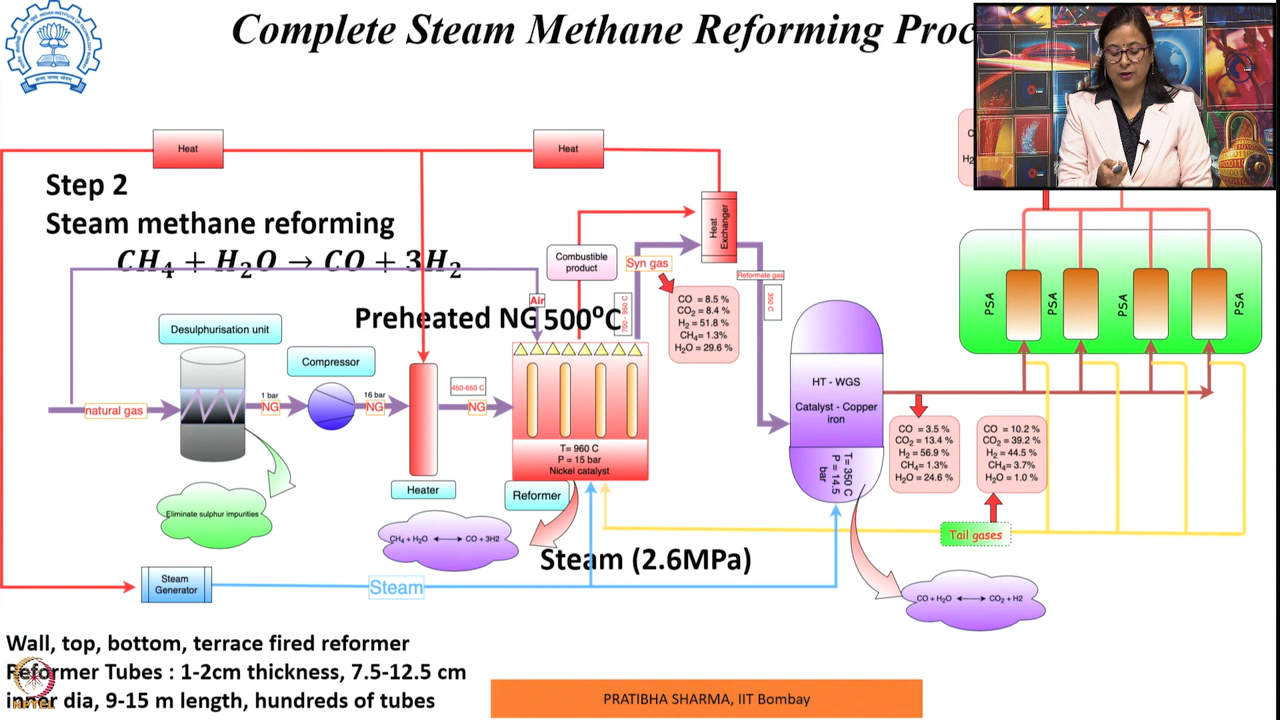 Complete Steam Methane Reforming Proc
Heat
Heat
Step 2
Steam methane reforming
CH₄ + H₂O → CO + 3H₂
Heat Exchanger
Combustible product
Syn gas
Reformate gas
350 C
Air
700 - 950 C
Preheated NG 500ºC
CO = 8.5 %
CO₂ = 8.4 %
H₂ = 51.8 %
CH₄= 1.3%
H₂O = 29.6 %
Desulphurisation unit
Compressor
natural gas
1 bar
NG
16 bar
NG
450-650 C
NG
T= 960 C
P = 15 bar
Nickel catalyst
Heater
Reformer
Eliminate sulphur impurities
CH₄ + H₂O ⟷ CO + 3H2
HT - WGS
Catalyst - Copper
iron
T= 350 C
P = 14.5
bar
PSA
PSA
PSA
PSA
CO = 3.5 %
CO₂ = 13.4 %
H₂ = 56.9 %
CH₄= 1.3%
H₂O = 24.6 %
CO = 10.2 %
CO₂ = 39.2 %
H₂ = 44.5 %
CH₄= 3.7%
H₂O = 1.0 %
Tail gases
Steam (2.6MPa)
Steam
Generator
Steam
CO + H₂O ⟷ CO₂ + H2
Wall, top, bottom, terrace fired reformer
Reformer Tubes : 1-2cm thickness, 7.5-12.5 cm
inner dia, 9-15 m length, hundreds of tubes
NPTEL
PRATIBHA SHARMA, IIT Bombay